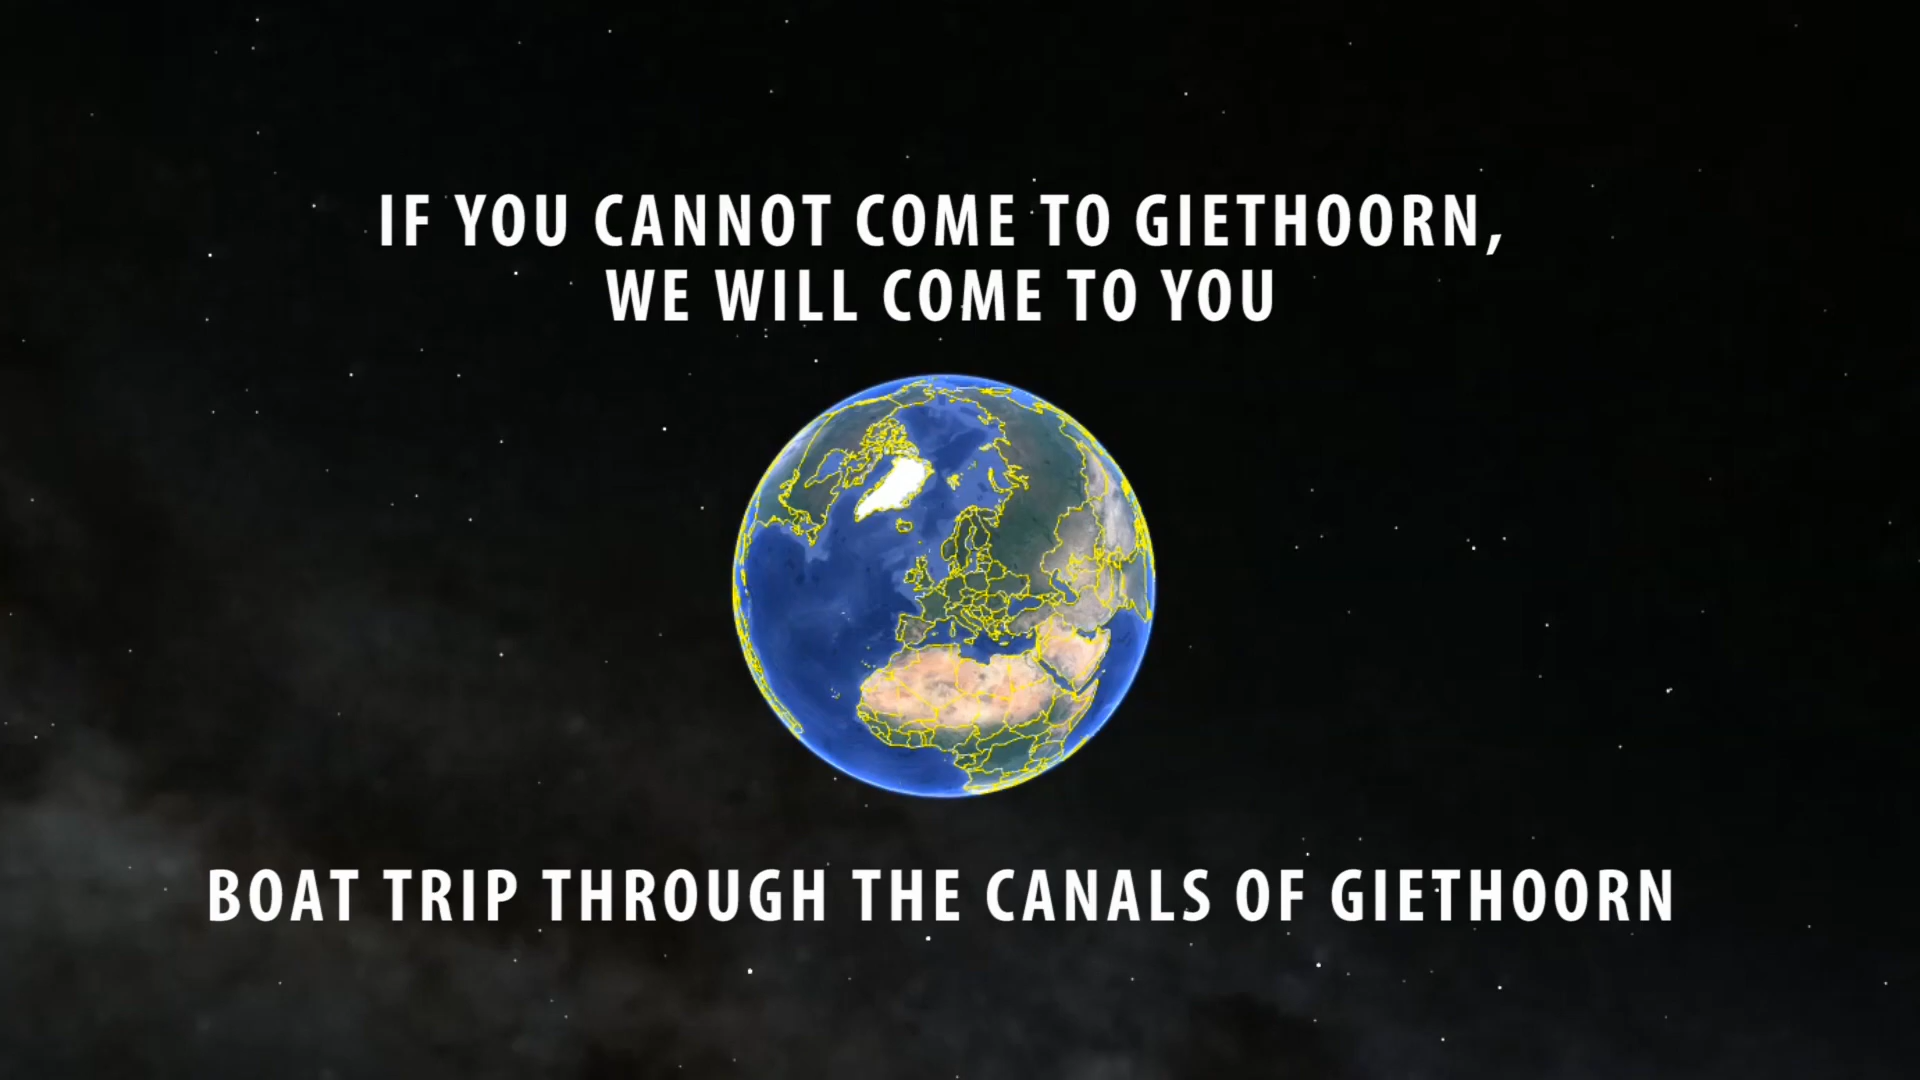 IF YOU CANNOT COME TO GIETHOORN,
WE WILL COME TO YOU
BOAT TRIP THROUGH THE CANALS OF GIETHOORN